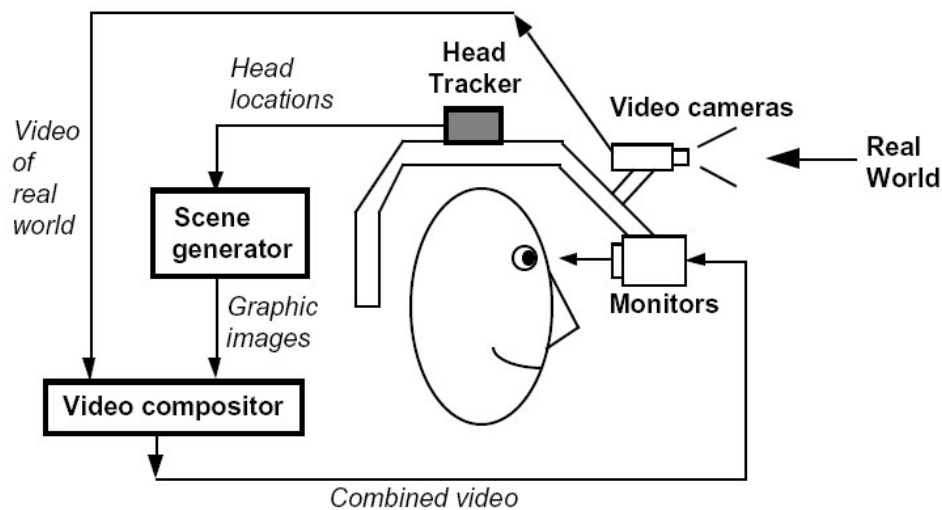 Head
Tracker
Head
locations
Video cameras
Video
of
real
world
Real
World
Scene
generator
Monitors
Graphic
images
Video compositor
Combined video